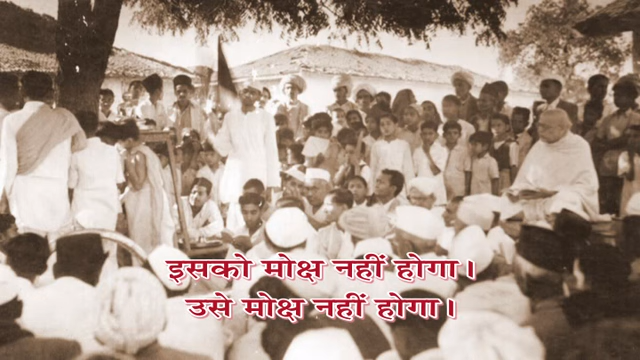 इसको मोक्ष नहीं होगा।
उसे मोक्ष नहीं होगा।